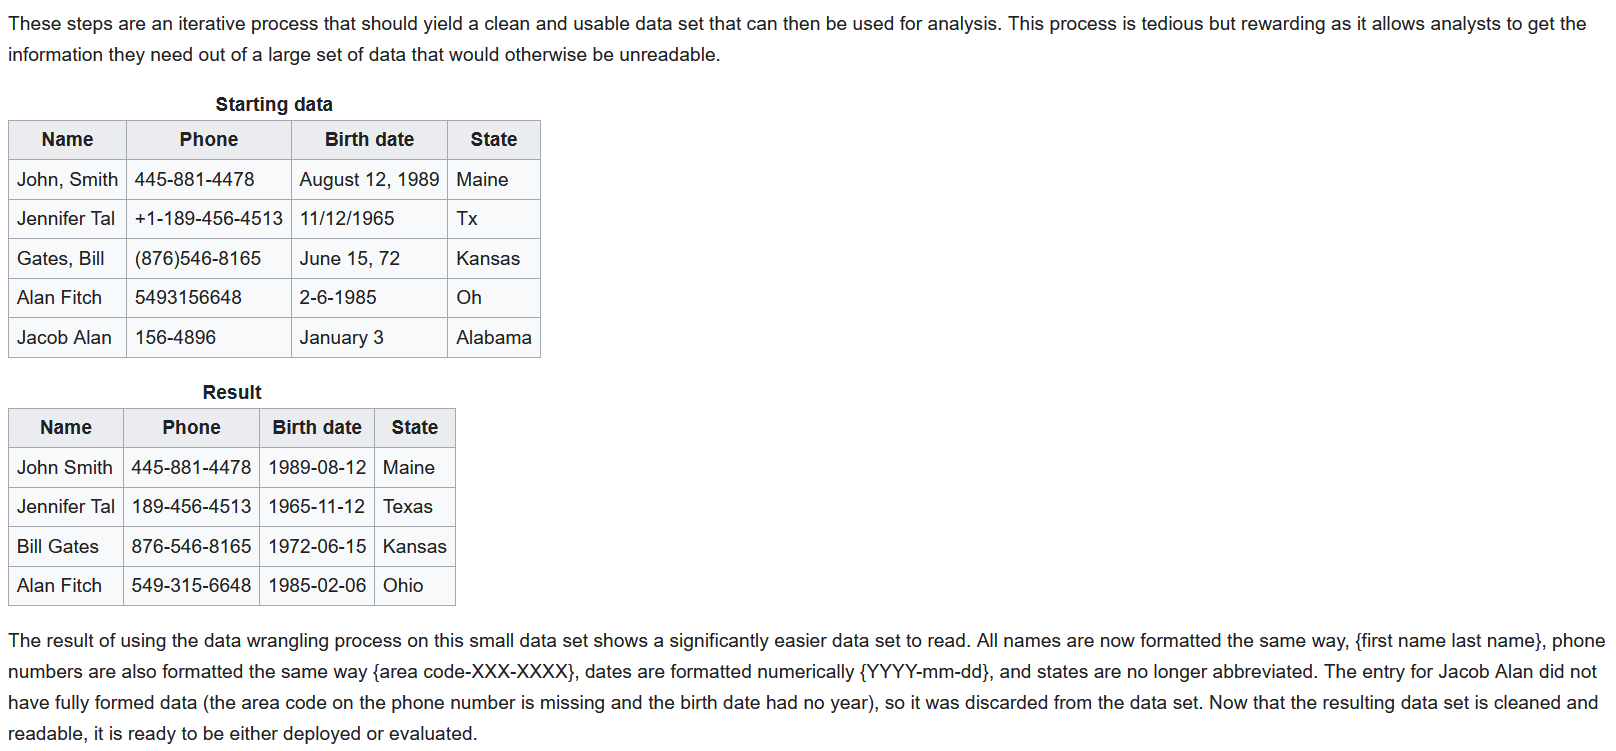 These steps are an iterative process that should yield a clean and usable data set that can then be used for analysis. This process is tedious but rewarding as it allows analysts to get the
information they need out of a large set of data that would otherwise be unreadable.
Starting data
Name Phone Birth date State
John, Smith 445-881-4478 August 12, 1989 Maine
Jennifer Tal +1-189-456-4513 11/12/1965 Tx
Gates, Bill (876)546-8165 June 15, 72 Kansas
Alan Fitch 5493156648 2-6-1985 Oh
Jacob Alan 156-4896 January 3 Alabama
Result
Name Phone Birth date State
John Smith 445-881-4478 1989-08-12 Maine
Jennifer Tal 189-456-4513 1965-11-12 Texas
Bill Gates 876-546-8165 1972-06-15 Kansas
Alan Fitch 549-315-6648 1985-02-06 Ohio
The result of using the data wrangling process on this small data set shows a significantly easier data set to read. All names are now formatted the same way, {first name last name}, phone
numbers are also formatted the same way {area code-XXX-XXXX}, dates are formatted numerically {YYYY-mm-dd}, and states are no longer abbreviated. The entry for Jacob Alan did not
have fully formed data (the area code on the phone number is missing and the birth date had no year), so it was discarded from the data set. Now that the resulting data set is cleaned and
readable, it is ready to be either deployed or evaluated.